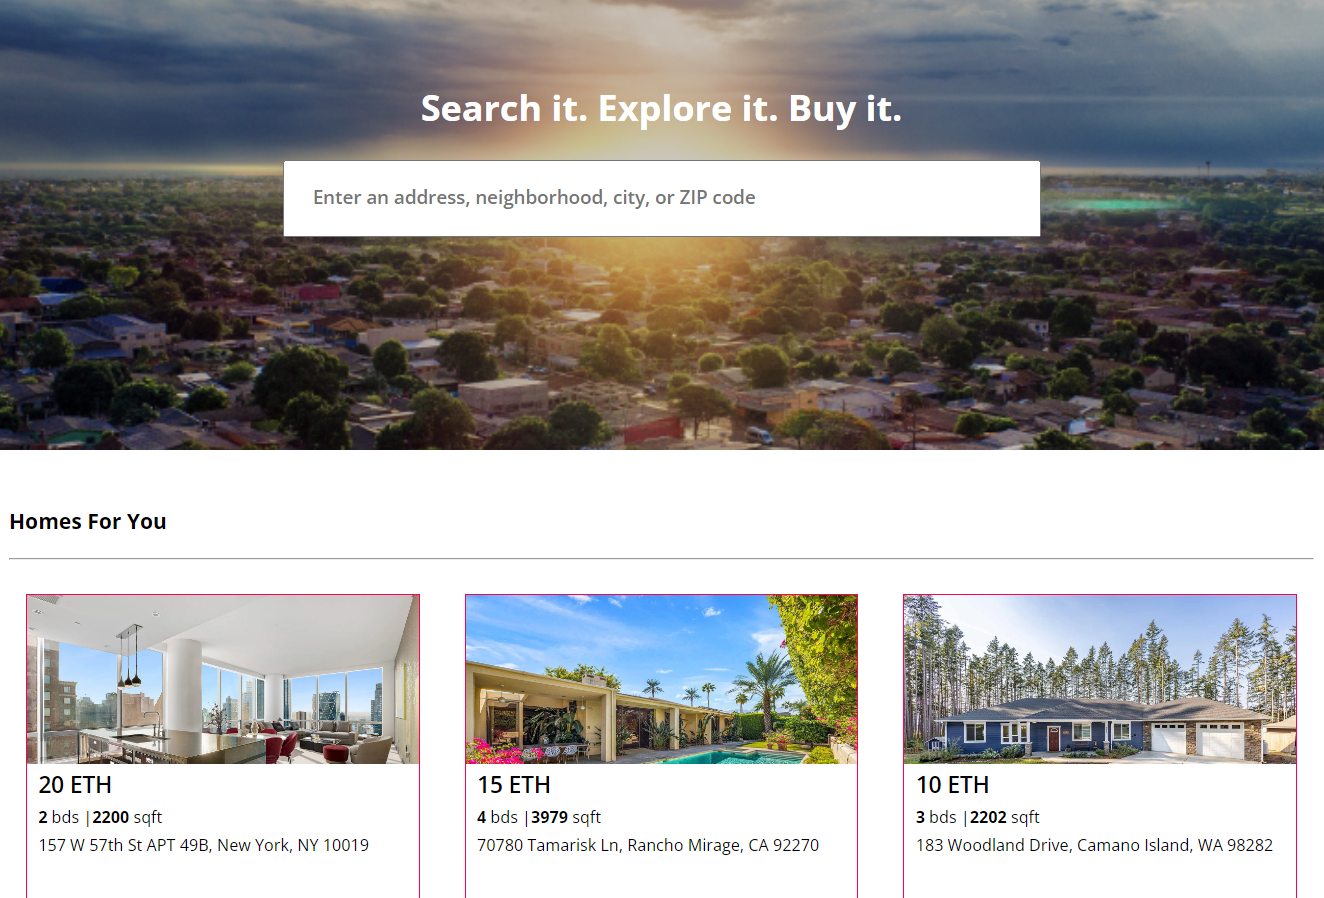 Search it. Explore it. Buy it.
Enter an address, neighborhood, city, or ZIP code
Homes For You
20 ETH
2 bds |2200 sqft
157 W 57th St APT 49B, New York, NY 10019
15 ETH
4 bds |3979 sqft
70780 Tamarisk Ln, Rancho Mirage, CA 92270
10 ETH
3 bds |2202 sqft
183 Woodland Drive, Camano Island, WA 98282